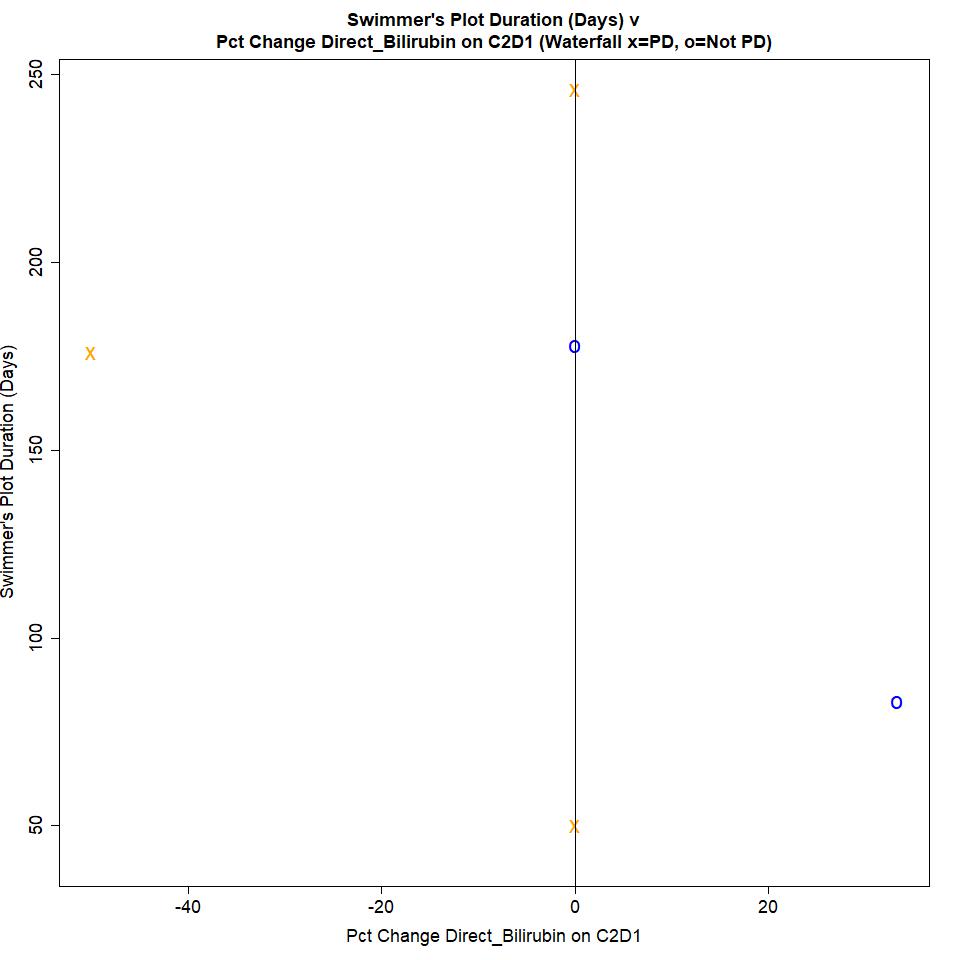 Swimmer's Plot Duration (Days) v
Pct Change Direct_Bilirubin on C2D1 (Waterfall x=PD, o=Not PD)
Swimmer's Plot Duration (Days)
250
200
150
100
50
X
O
X
O
X
-40
-20
0
20
Pct Change Direct_Bilirubin on C2D1